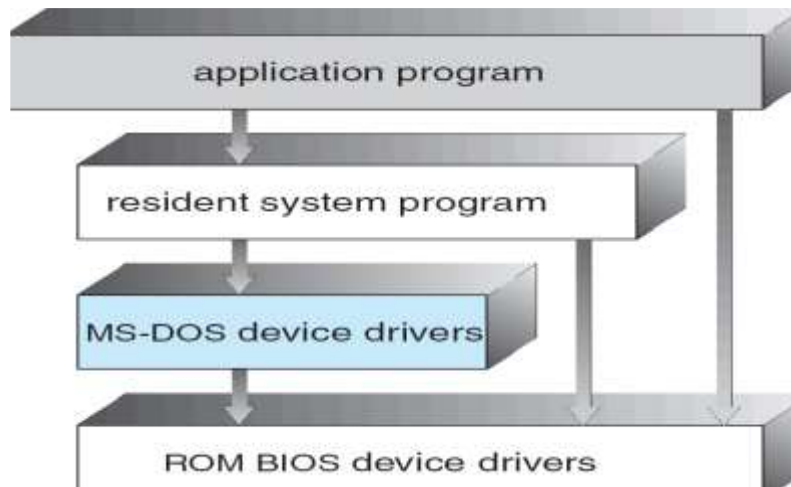 application program
resident system program
MS-DOS device drivers
ROM BIOS device drivers